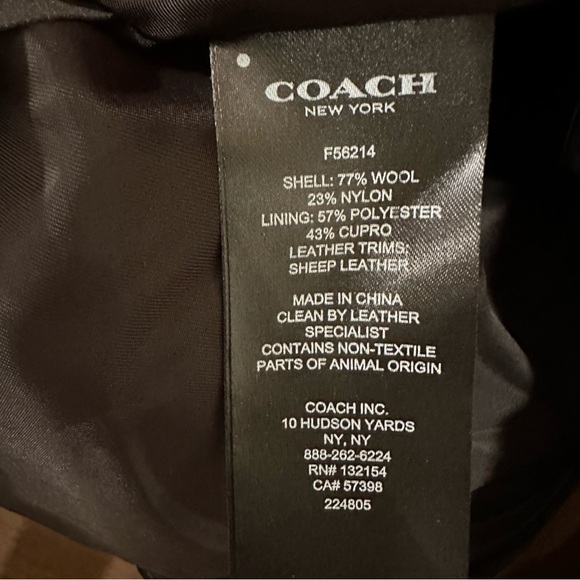 COACH
NEW YORK
F56214
SHELL: 77% WOOL
23% NYLON
LINING: 57% POLYESTER
43% CUPRO
LEATHER TRIMS:
SHEEP LEATHER
MADE IN CHINA
CLEAN BY LEATHER
SPECIALIST
CONTAINS NON-TEXTILE
PARTS OF ANIMAL ORIGIN
COACH INC.
10 HUDSON YARDS
NY, NY
888-262-6224
RN# 132154
CA# 57398
224805